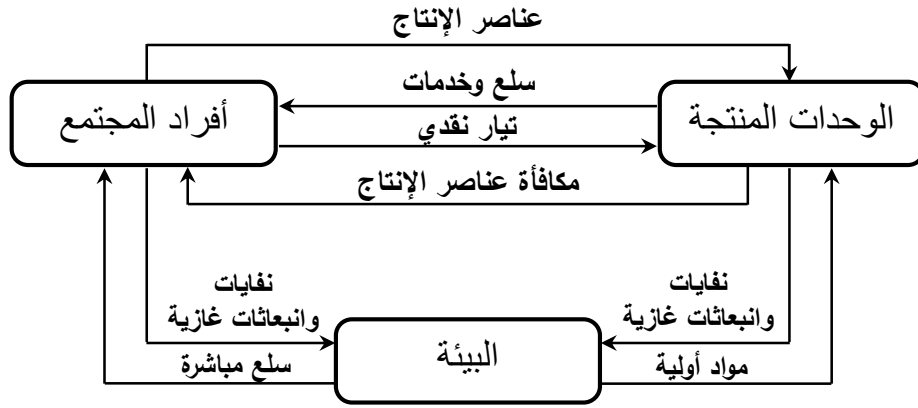 عناصر الإنتاج
سلع وخدمات
الوحدات المنتجة
أفراد المجتمع
تيار نقدي
مكافأة عناصر الإنتاج
نفايات
وانبعاثات غازية
نفايات
وانبعاثات غازية
البيئة
مواد أولية
سلع مباشرة